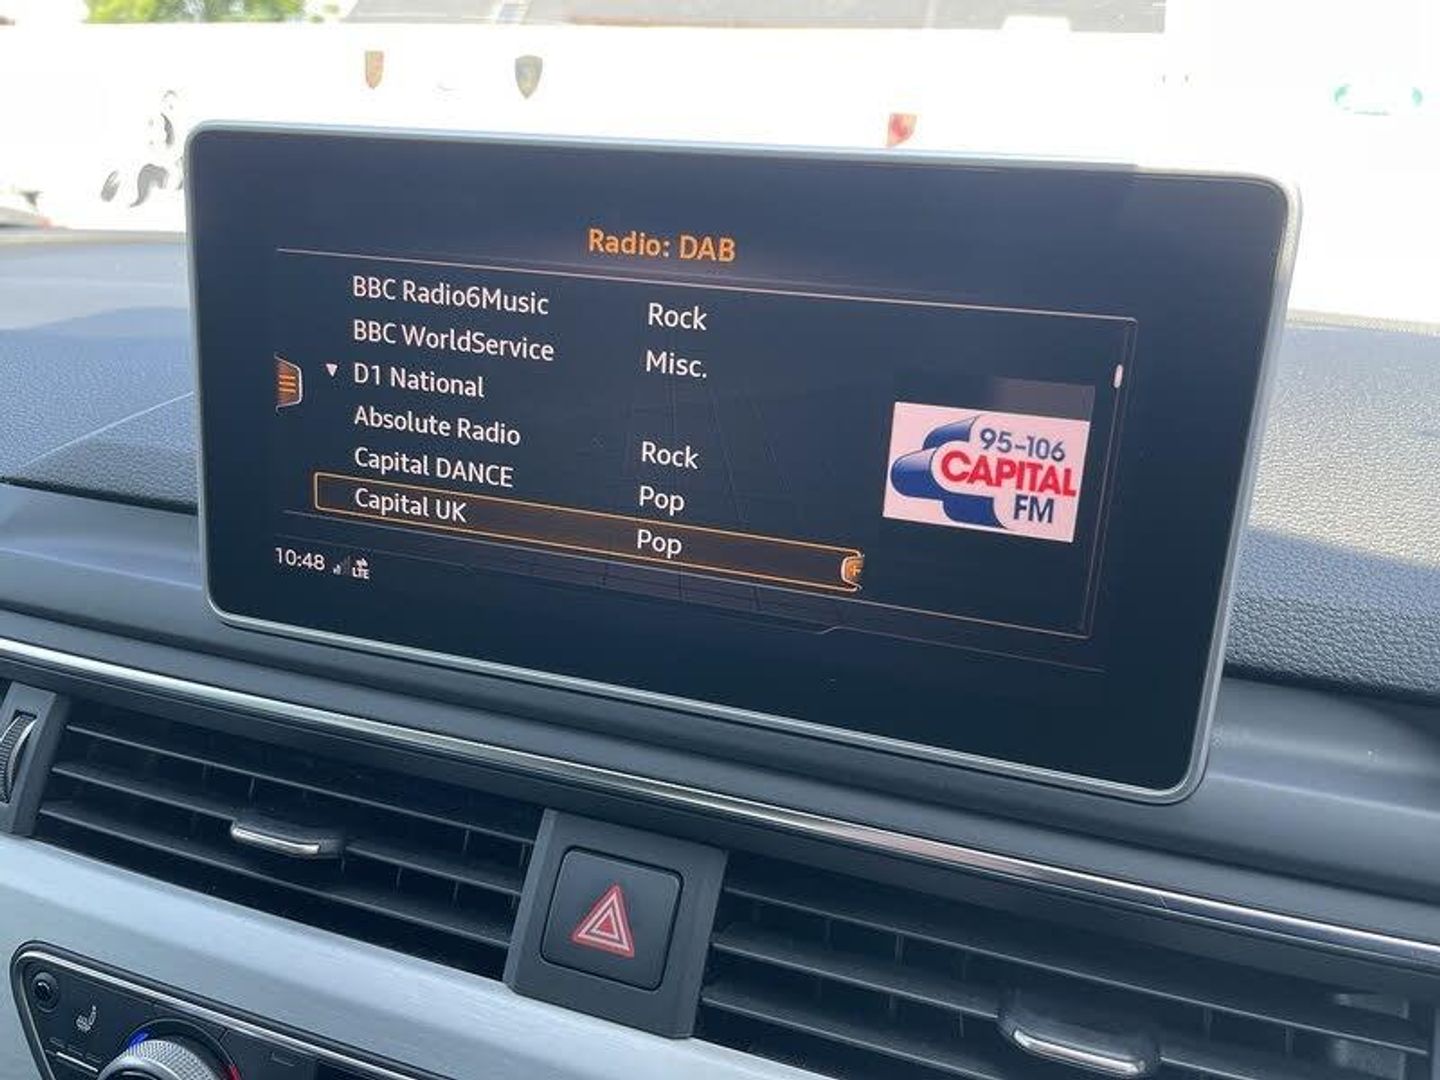 Radio: DAB
BBC Radio6Music Rock
BBC WorldService Misc.
D1 National
Absolute Radio Rock
Capital DANCE Pop
Capital UK Pop
95-106
CAPITAL
FM
10:48 LTE